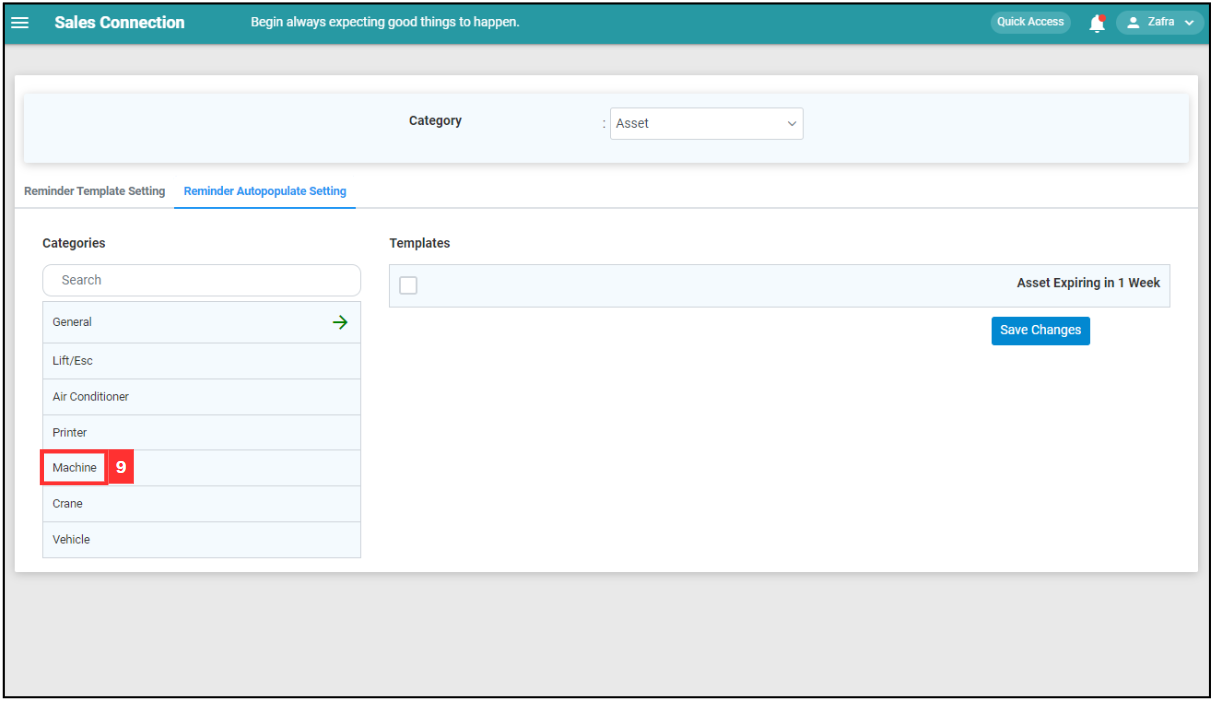 Sales Connection Begin always expecting good things to happen. Quick Access Zafra
Category : Asset
Reminder Template Setting Reminder Autopopulate Setting
Categories
Search
General
Lift/Esc
Air Conditioner
Printer
Machine 9
Crane
Vehicle
Templates
Asset Expiring in 1 Week
Save Changes